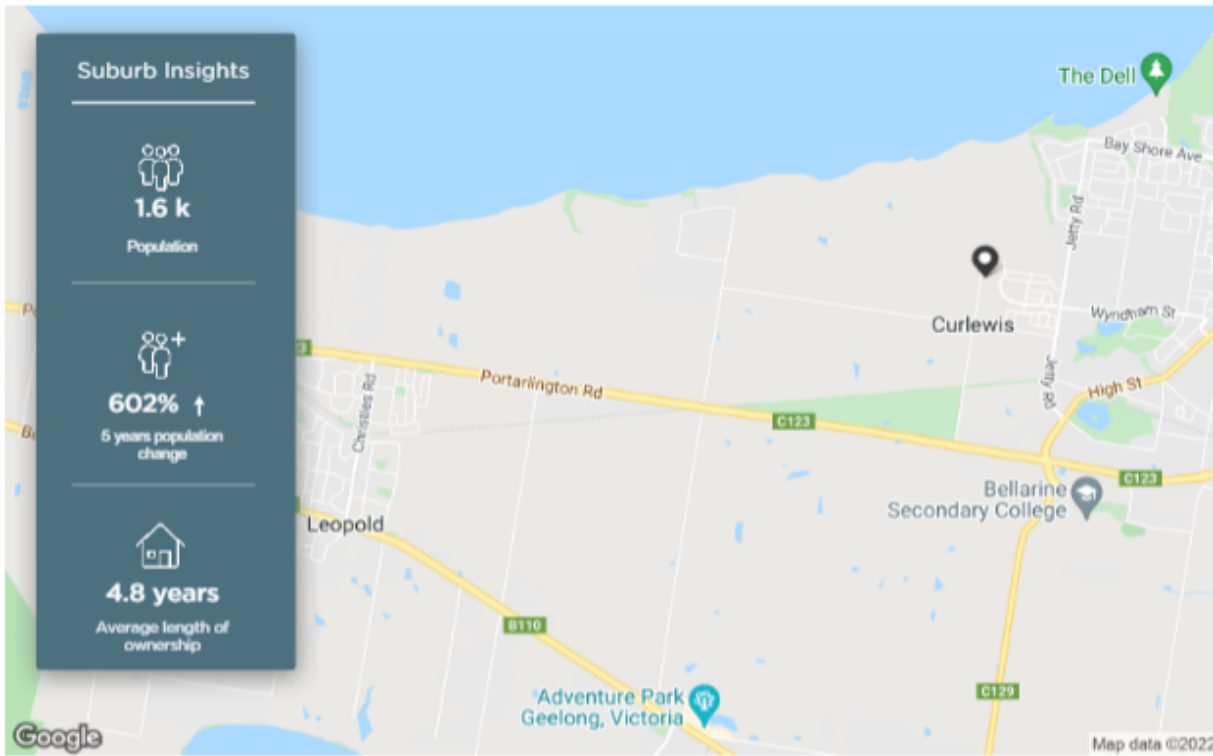 Suburb Insights
1.6 k
Population
602% ↑
5 years population
change
4.8 years
Average length of
ownership
The Dell
Bay Shore Ave
Jetty Rd
Curlewis
Wyndham St
Jetty Rd
High St
Portarlington Rd
Christies Rd
C123
C123
Bellarine
Secondary College
Leopold
B110
C129
Adventure Park
Geelong, Victoria
Google
Map data ©2022